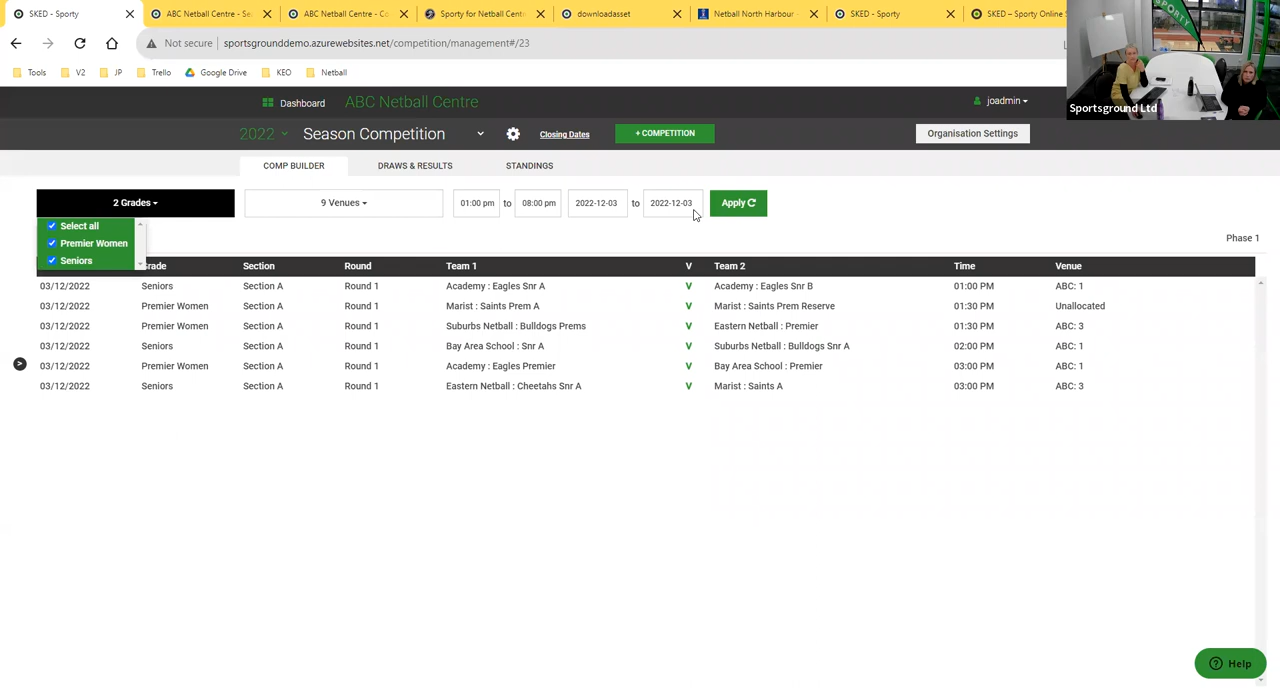 SKED - Sporty
ABC Netball Centre - Se
ABC Netball Centre - Co
Sporty for Netball Centr
downloadasset
Netball North Harbour
SKED - Sporty
SKED – Sporty Online S
Not secure
sportsgrounddemo.azurewebsites.net/competition/management#/23
Tools
V2
JP
Trello
Google Drive
KEO
Netball
SPORTY
Sportsground Ltd
Dashboard
ABC Netball Centre
joadmin
2022
Season Competition
Closing Dates
+ COMPETITION
Organisation Settings
COMP BUILDER
DRAWS & RESULTS
STANDINGS
2 Grades
9 Venues
01:00 pm to 08:00 pm
2022-12-03 to 2022-12-03
Apply
Select all
Premier Women
Seniors
Phase 1
rade Section Round Team 1 V Team 2 Time Venue
03/12/2022 Seniors Section A Round 1 Academy : Eagles Snr A V Academy : Eagles Snr B 01:00 PM ABC: 1
03/12/2022 Premier Women Section A Round 1 Marist : Saints Prem A V Marist : Saints Prem Reserve 01:30 PM Unallocated
03/12/2022 Premier Women Section A Round 1 Suburbs Netball : Bulldogs Prems V Eastern Netball : Premier 01:30 PM ABC: 3
03/12/2022 Seniors Section A Round 1 Bay Area School : Snr A V Suburbs Netball : Bulldogs Snr A 02:00 PM ABC: 1
> 03/12/2022 Premier Women Section A Round 1 Academy : Eagles Premier V Bay Area School : Premier 03:00 PM ABC: 1
03/12/2022 Seniors Section A Round 1 Eastern Netball : Cheetahs Snr A V Marist : Saints A 03:00 PM ABC: 3
Help